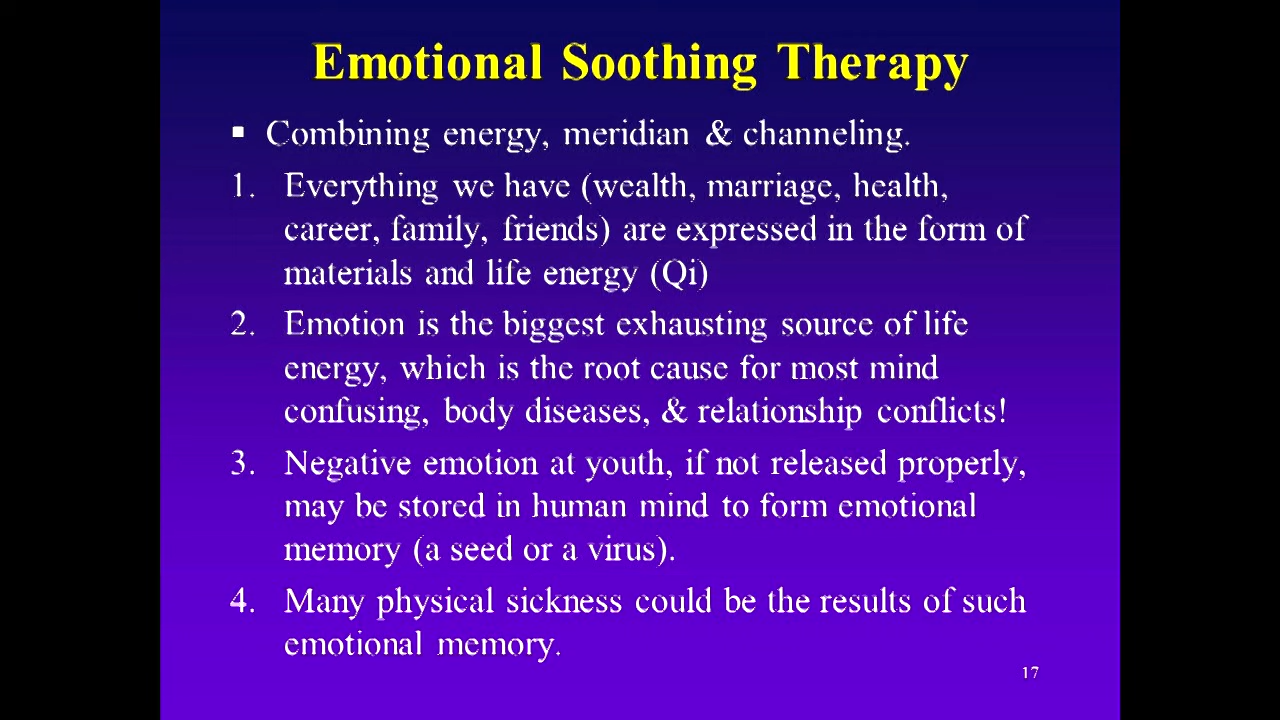 Emotional Soothing Therapy
▪ Combining energy, meridian & channeling.
1. Everything we have (wealth, marriage, health,
career, family, friends) are expressed in the form of
materials and life energy (Qi)
2. Emotion is the biggest exhausting source of life
energy, which is the root cause for most mind
confusing, body diseases, & relationship conflicts!
3. Negative emotion at youth, if not released properly,
may be stored in human mind to form emotional
memory (a seed or a virus).
4. Many physical sickness could be the results of such
emotional memory.
17